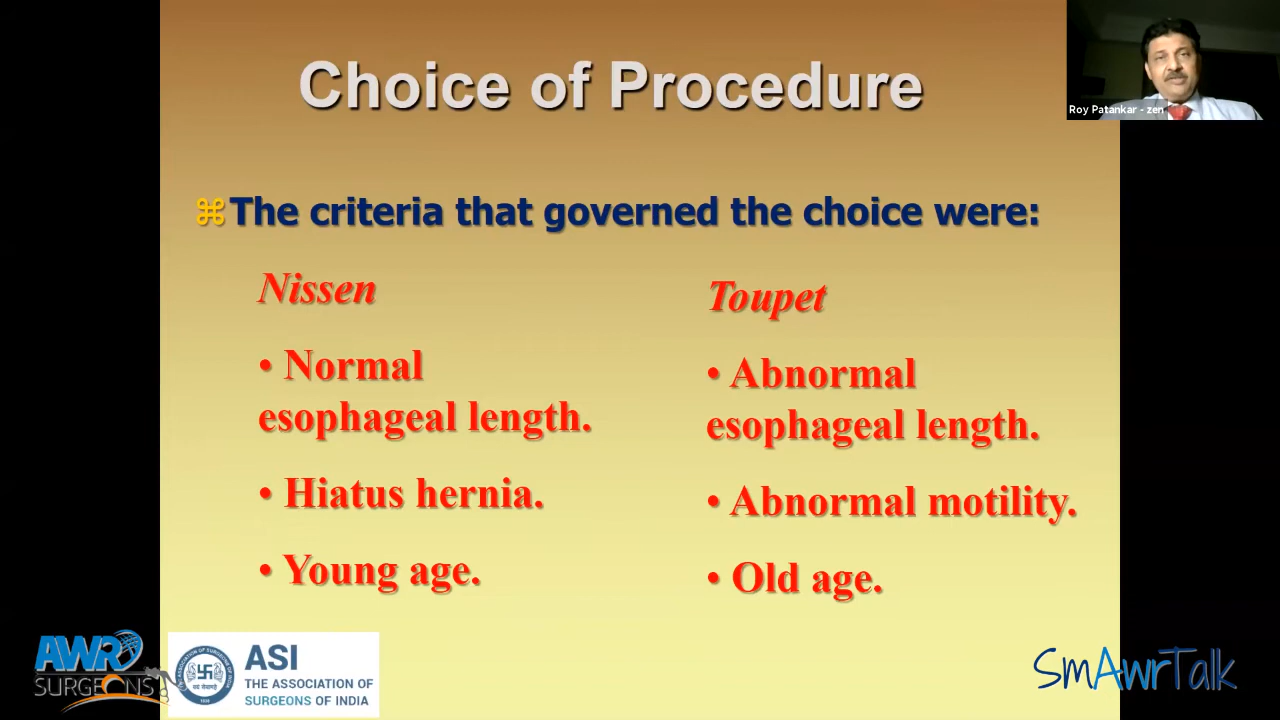 Choice of Procedure
Roy Patankar - zen
⌘The criteria that governed the choice were:
Nissen
• Normal
esophageal length.
• Hiatus hernia.
• Young age.
Toupet
• Abnormal
esophageal length.
• Abnormal motility.
• Old age.
AWR
SURGEONS
ASI
THE ASSOCIATION OF
SURGEONS OF INDIA
SmAwrTalk